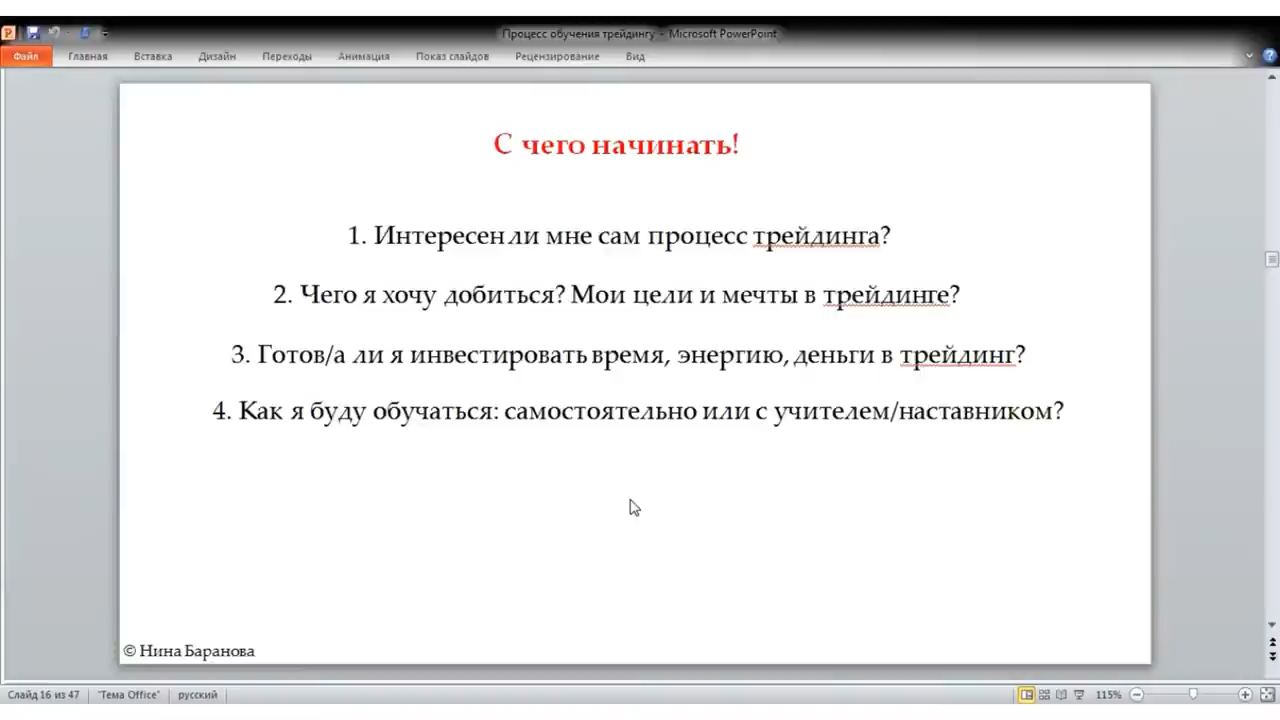 Процесс обучения трейдингу - Microsoft PowerPoint
Файл Главная Вставка Дизайн Переходы Анимация Показ слайдов Рецензирование Вид
С чего начинать!
1. Интересен ли мне сам процесс трейдинга?
2. Чего я хочу добиться? Мои цели и мечты в трейдинге?
3. Готов/а ли я инвестировать время, энергию, деньги в трейдинг?
4. Как я буду обучаться: самостоятельно или с учителем/наставником?
© Нина Баранова
Слайд 16 из 47 "Тема Office" русский 115%